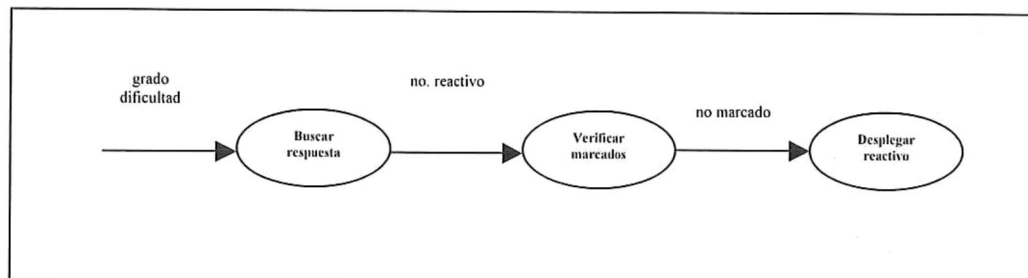 grado
dificultad
no. reactivo
no marcado
Buscar
respuesta
Verificar
marcados
Desplegar
reactivo